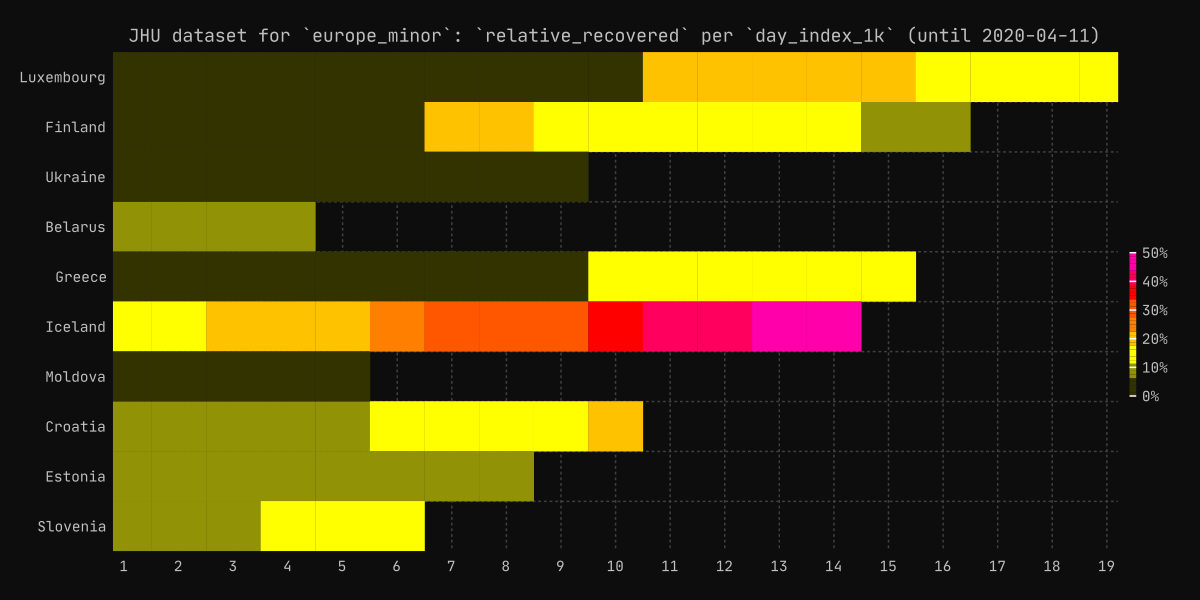 JHU dataset for `europe_minor`: `relative_recovered` per `day_index_1k` (until 2020-04-11)
Luxembourg
Finland
Ukraine
Belarus
Greece
Iceland
Moldova
Croatia
Estonia
Slovenia
50%
40%
30%
20%
10%
0%
1 2 3 4 5 6 7 8 9 10 11 12 13 14 15 16 17 18 19